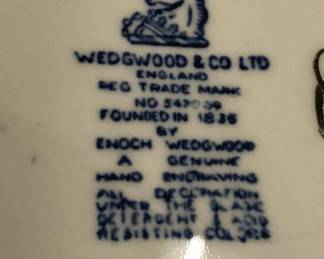 WEDGWOOD & CO LTD
ENGLAND
REG TRADE MARK
NO
FOUNDED IN 1835
BY
ENOCH WEDGWOOD
A GENUINE
HAND ENGRAVING
ALL DECORATION
UNDER THE GLAZE
DETERGENT & ACID
RESISTING COLORS